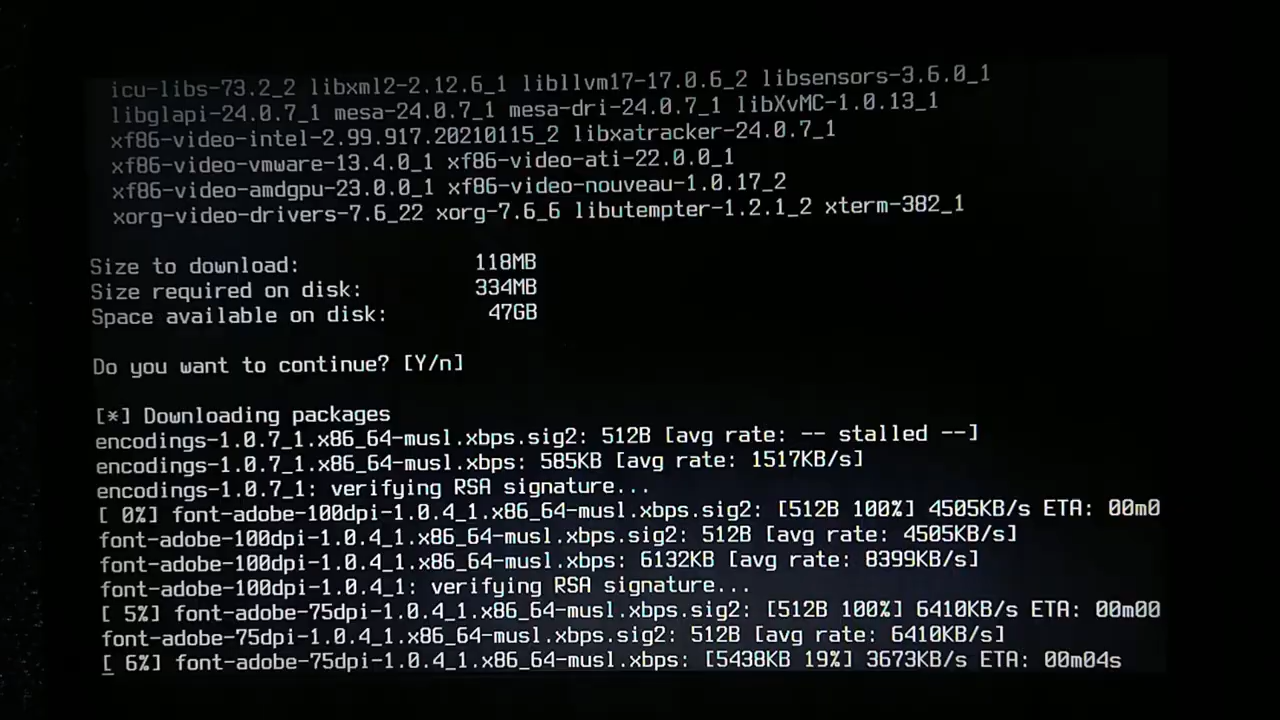 icu-libs-73.2_2 libxml2-2.12.6_1 libllvm17-17.0.6_2 libsensors-3.6.0_1
libglapi-24.0.7_1 mesa-24.0.7_1 mesa-dri-24.0.7_1 libXvMC-1.0.13_1
xf86-video-intel-2.99.917.20210115_2 libxatracker-24.0.7_1
xf86-video-vmware-13.4.0_1 xf86-video-ati-22.0.0_1
xf86-video-amdgpu-23.0.0_1 xf86-video-nouveau-1.0.17_2
xorg-video-drivers-7.6_22 xorg-7.6_6 libutempter-1.2.1_2 xterm-382_1
Size to download: 118MB
Size required on disk: 334MB
Space available on disk: 47GB
Do you want to continue? [Y/n]
[*] Downloading packages
encodings-1.0.7_1.x86_64-musl.xbps.sig2: 512B [avg rate: -- stalled --]
encodings-1.0.7_1.x86_64-musl.xbps: 585KB [avg rate: 1517KB/s]
encodings-1.0.7_1: verifying RSA signature...
[ 0%] font-adobe-100dpi-1.0.4_1.x86_64-musl.xbps.sig2: [512B 100%] 4505KB/s ETA: 00m0
font-adobe-100dpi-1.0.4_1.x86_64-musl.xbps.sig2: 512B [avg rate: 4505KB/s]
font-adobe-100dpi-1.0.4_1.x86_64-musl.xbps: 6132KB [avg rate: 8399KB/s]
font-adobe-100dpi-1.0.4_1: verifying RSA signature...
[ 5%] font-adobe-75dpi-1.0.4_1.x86_64-musl.xbps.sig2: [512B 100%] 6410KB/s ETA: 00m00
font-adobe-75dpi-1.0.4_1.x86_64-musl.xbps.sig2: 512B [avg rate: 6410KB/s]
[ 6%] font-adobe-75dpi-1.0.4_1.x86_64-musl.xbps: [5438KB 19%] 3673KB/s ETA: 00m04s